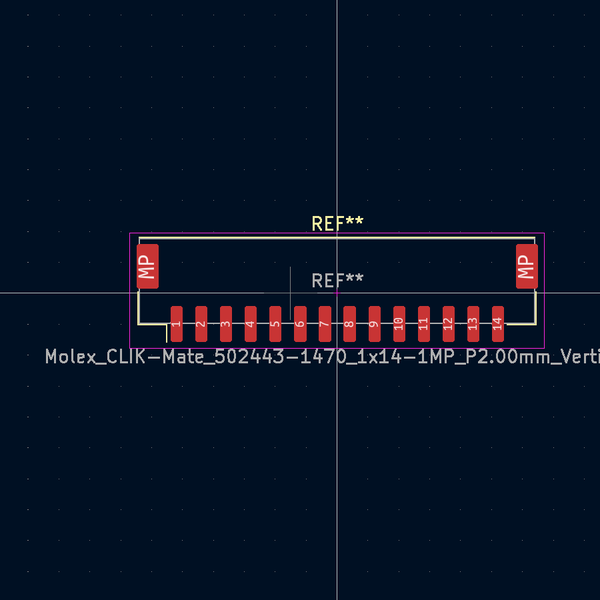 REF**
MP MP
REF**
1 2 3 4 5 6 7 8 9 10 11 12 13 14
Molex_CLIK-Mate_502443-1470_1x14-1MP_P2.00mm_Verti